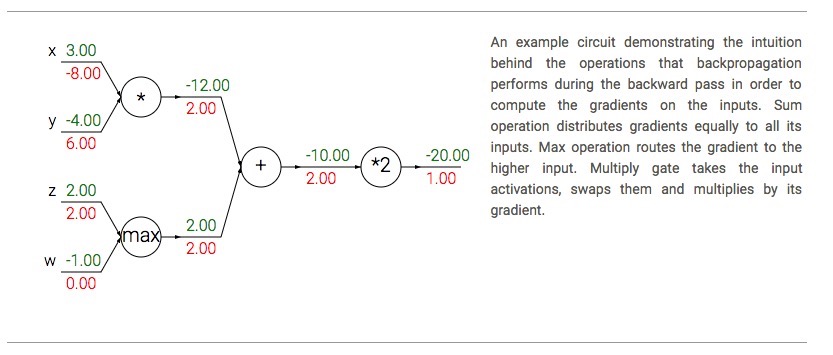 x 3.00
-8.00
*
-12.00
2.00
y -4.00
6.00
+
-10.00
2.00
*2
-20.00
1.00
z 2.00
2.00
max
2.00
2.00
w -1.00
0.00
An example circuit demonstrating the intuition
behind the operations that backpropagation
performs during the backward pass in order to
compute the gradients on the inputs. Sum
operation distributes gradients equally to all its
inputs. Max operation routes the gradient to the
higher input. Multiply gate takes the input
activations, swaps them and multiplies by its
gradient.